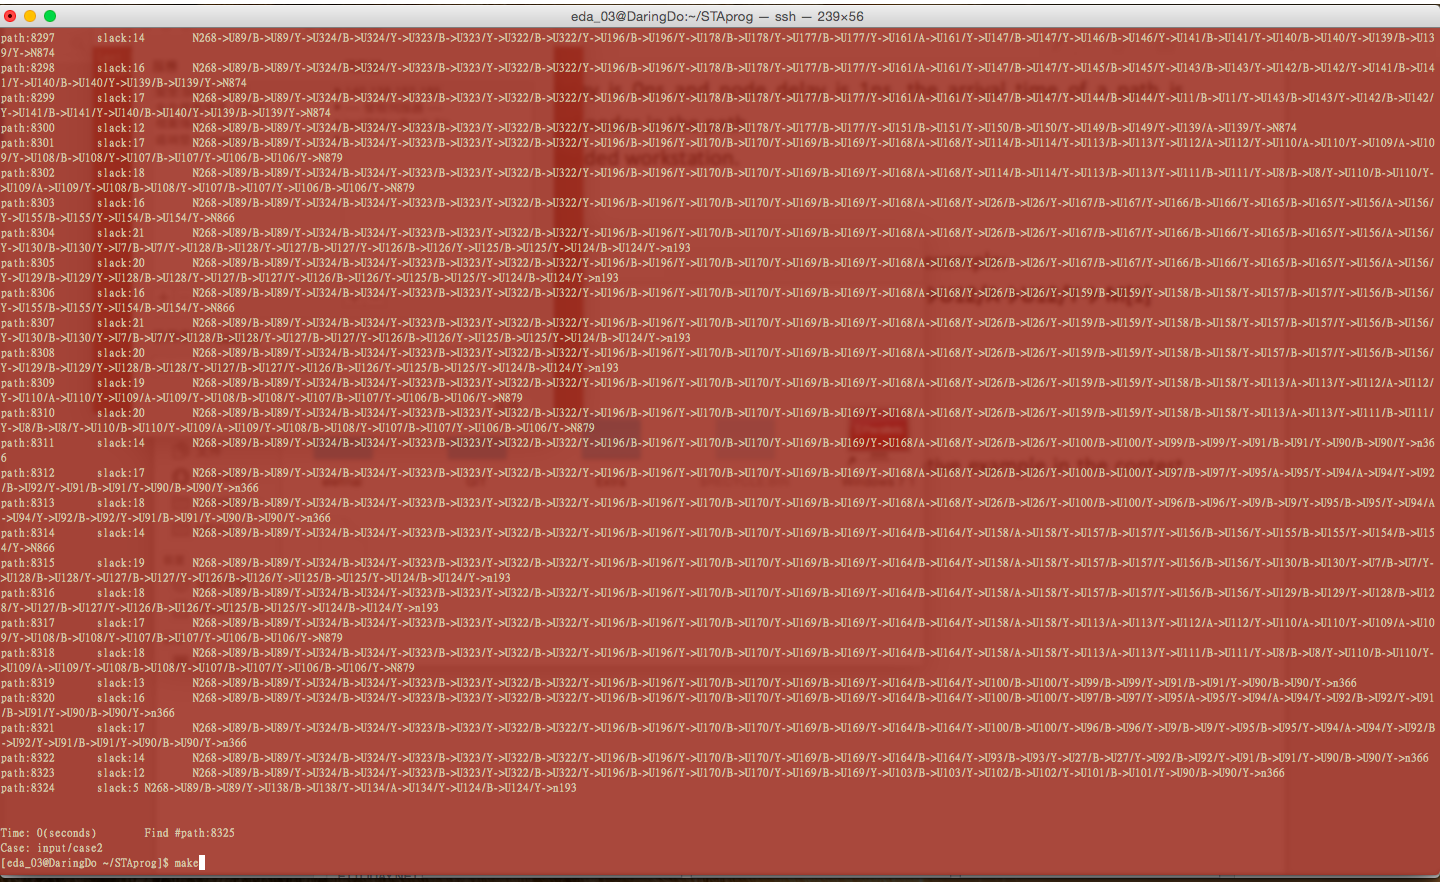 eda_03@DaringDo:~/STAprog — ssh — 239×56
path:8297 slack:14 N268->U89/B->U89/Y->U324/B->U324/Y->U323/B->U323/Y->U322/B->U322/Y->U196/B->U196/Y->U178/B->U178/Y->U177/B->U177/Y->U161/A->U161/Y->U147/B->U147/Y->U146/B->U146/Y->U141/B->U141/Y->U140/B->U140/Y->U139/B->U13
9/Y->N874
path:8298 slack:16 N268->U89/B->U89/Y->U324/B->U324/Y->U323/B->U323/Y->U322/B->U322/Y->U196/B->U196/Y->U178/B->U178/Y->U177/B->U177/Y->U161/A->U161/Y->U147/B->U147/Y->U145/B->U145/Y->U143/B->U143/Y->U142/B->U142/Y->U141/B->U14
1/Y->U140/B->U140/Y->U139/B->U139/Y->N874
path:8299 slack:17 N268->U89/B->U89/Y->U324/B->U324/Y->U323/B->U323/Y->U322/B->U322/Y->U196/B->U196/Y->U178/B->U178/Y->U177/B->U177/Y->U161/A->U161/Y->U147/B->U147/Y->U144/B->U144/Y->U11/B->U11/Y->U143/B->U143/Y->U142/B->U142/
Y->U141/B->U141/Y->U140/B->U140/Y->U139/B->U139/Y->N874
path:8300 slack:12 N268->U89/B->U89/Y->U324/B->U324/Y->U323/B->U323/Y->U322/B->U322/Y->U196/B->U196/Y->U178/B->U178/Y->U177/B->U177/Y->U151/B->U151/Y->U150/B->U150/Y->U149/B->U149/Y->U139/A->U139/Y->N874
path:8301 slack:17 N268->U89/B->U89/Y->U324/B->U324/Y->U323/B->U323/Y->U322/B->U322/Y->U196/B->U196/Y->U170/B->U170/Y->U169/B->U169/Y->U168/A->U168/Y->U114/B->U114/Y->U113/B->U113/Y->U112/A->U112/Y->U110/A->U110/Y->U109/A->U10
9/Y->U108/B->U108/Y->U107/B->U107/Y->U106/B->U106/Y->N879
path:8302 slack:18 N268->U89/B->U89/Y->U324/B->U324/Y->U323/B->U323/Y->U322/B->U322/Y->U196/B->U196/Y->U170/B->U170/Y->U169/B->U169/Y->U168/A->U168/Y->U114/B->U114/Y->U113/B->U113/Y->U111/B->U111/Y->U8/B->U8/Y->U110/B->U110/Y-
>U109/A->U109/Y->U108/B->U108/Y->U107/B->U107/Y->U106/B->U106/Y->N879
path:8303 slack:16 N268->U89/B->U89/Y->U324/B->U324/Y->U323/B->U323/Y->U322/B->U322/Y->U196/B->U196/Y->U170/B->U170/Y->U169/B->U169/Y->U168/A->U168/Y->U26/B->U26/Y->U167/B->U167/Y->U166/B->U166/Y->U165/B->U165/Y->U156/A->U156/
Y->U155/B->U155/Y->U154/B->U154/Y->N866
path:8304 slack:21 N268->U89/B->U89/Y->U324/B->U324/Y->U323/B->U323/Y->U322/B->U322/Y->U196/B->U196/Y->U170/B->U170/Y->U169/B->U169/Y->U168/A->U168/Y->U26/B->U26/Y->U167/B->U167/Y->U166/B->U166/Y->U165/B->U165/Y->U156/A->U156/
Y->U130/B->U130/Y->U7/B->U7/Y->U128/B->U128/Y->U127/B->U127/Y->U126/B->U126/Y->U125/B->U125/Y->U124/B->U124/Y->n193
path:8305 slack:20 N268->U89/B->U89/Y->U324/B->U324/Y->U323/B->U323/Y->U322/B->U322/Y->U196/B->U196/Y->U170/B->U170/Y->U169/B->U169/Y->U168/A->U168/Y->U26/B->U26/Y->U167/B->U167/Y->U166/B->U166/Y->U165/B->U165/Y->U156/A->U156/
Y->U129/B->U129/Y->U128/B->U128/Y->U127/B->U127/Y->U126/B->U126/Y->U125/B->U125/Y->U124/B->U124/Y->n193
path:8306 slack:16 N268->U89/B->U89/Y->U324/B->U324/Y->U323/B->U323/Y->U322/B->U322/Y->U196/B->U196/Y->U170/B->U170/Y->U169/B->U169/Y->U168/A->U168/Y->U26/B->U26/Y->U159/B->U159/Y->U158/B->U158/Y->U157/B->U157/Y->U156/B->U156/
Y->U155/B->U155/Y->U154/B->U154/Y->N866
path:8307 slack:21 N268->U89/B->U89/Y->U324/B->U324/Y->U323/B->U323/Y->U322/B->U322/Y->U196/B->U196/Y->U170/B->U170/Y->U169/B->U169/Y->U168/A->U168/Y->U26/B->U26/Y->U159/B->U159/Y->U158/B->U158/Y->U157/B->U157/Y->U156/B->U156/
Y->U130/B->U130/Y->U7/B->U7/Y->U128/B->U128/Y->U127/B->U127/Y->U126/B->U126/Y->U125/B->U125/Y->U124/B->U124/Y->n193
path:8308 slack:20 N268->U89/B->U89/Y->U324/B->U324/Y->U323/B->U323/Y->U322/B->U322/Y->U196/B->U196/Y->U170/B->U170/Y->U169/B->U169/Y->U168/A->U168/Y->U26/B->U26/Y->U159/B->U159/Y->U158/B->U158/Y->U157/B->U157/Y->U156/B->U156/
Y->U129/B->U129/Y->U128/B->U128/Y->U127/B->U127/Y->U126/B->U126/Y->U125/B->U125/Y->U124/B->U124/Y->n193
path:8309 slack:19 N268->U89/B->U89/Y->U324/B->U324/Y->U323/B->U323/Y->U322/B->U322/Y->U196/B->U196/Y->U170/B->U170/Y->U169/B->U169/Y->U168/A->U168/Y->U26/B->U26/Y->U159/B->U159/Y->U158/B->U158/Y->U113/A->U113/Y->U112/A->U112/
Y->U110/A->U110/Y->U109/A->U109/Y->U108/B->U108/Y->U107/B->U107/Y->U106/B->U106/Y->N879
path:8310 slack:20 N268->U89/B->U89/Y->U324/B->U324/Y->U323/B->U323/Y->U322/B->U322/Y->U196/B->U196/Y->U170/B->U170/Y->U169/B->U169/Y->U168/A->U168/Y->U26/B->U26/Y->U159/B->U159/Y->U158/B->U158/Y->U113/A->U113/Y->U111/B->U111/
Y->U8/B->U8/Y->U110/B->U110/Y->U109/A->U109/Y->U108/B->U108/Y->U107/B->U107/Y->U106/B->U106/Y->N879
path:8311 slack:14 N268->U89/B->U89/Y->U324/B->U324/Y->U323/B->U323/Y->U322/B->U322/Y->U196/B->U196/Y->U170/B->U170/Y->U169/B->U169/Y->U168/A->U168/Y->U26/B->U26/Y->U100/B->U100/Y->U99/B->U99/Y->U91/B->U91/Y->U90/B->U90/Y->n36
6
path:8312 slack:17 N268->U89/B->U89/Y->U324/B->U324/Y->U323/B->U323/Y->U322/B->U322/Y->U196/B->U196/Y->U170/B->U170/Y->U169/B->U169/Y->U168/A->U168/Y->U26/B->U26/Y->U100/B->U100/Y->U97/B->U97/Y->U95/A->U95/Y->U94/A->U94/Y->U92
/B->U92/Y->U91/B->U91/Y->U90/B->U90/Y->n366
path:8313 slack:18 N268->U89/B->U89/Y->U324/B->U324/Y->U323/B->U323/Y->U322/B->U322/Y->U196/B->U196/Y->U170/B->U170/Y->U169/B->U169/Y->U168/A->U168/Y->U26/B->U26/Y->U100/B->U100/Y->U96/B->U96/Y->U9/B->U9/Y->U95/B->U95/Y->U94/A
->U94/Y->U92/B->U92/Y->U91/B->U91/Y->U90/B->U90/Y->n366
path:8314 slack:14 N268->U89/B->U89/Y->U324/B->U324/Y->U323/B->U323/Y->U322/B->U322/Y->U196/B->U196/Y->U170/B->U170/Y->U169/B->U169/Y->U164/B->U164/Y->U158/A->U158/Y->U157/B->U157/Y->U156/B->U156/Y->U155/B->U155/Y->U154/B->U15
4/Y->N866
path:8315 slack:19 N268->U89/B->U89/Y->U324/B->U324/Y->U323/B->U323/Y->U322/B->U322/Y->U196/B->U196/Y->U170/B->U170/Y->U169/B->U169/Y->U164/B->U164/Y->U158/A->U158/Y->U157/B->U157/Y->U156/B->U156/Y->U130/B->U130/Y->U7/B->U7/Y-
>U128/B->U128/Y->U127/B->U127/Y->U126/B->U126/Y->U125/B->U125/Y->U124/B->U124/Y->n193
path:8316 slack:18 N268->U89/B->U89/Y->U324/B->U324/Y->U323/B->U323/Y->U322/B->U322/Y->U196/B->U196/Y->U170/B->U170/Y->U169/B->U169/Y->U164/B->U164/Y->U158/A->U158/Y->U157/B->U157/Y->U156/B->U156/Y->U129/B->U129/Y->U128/B->U12
8/Y->U127/B->U127/Y->U126/B->U126/Y->U125/B->U125/Y->U124/B->U124/Y->n193
path:8317 slack:17 N268->U89/B->U89/Y->U324/B->U324/Y->U323/B->U323/Y->U322/B->U322/Y->U196/B->U196/Y->U170/B->U170/Y->U169/B->U169/Y->U164/B->U164/Y->U158/A->U158/Y->U113/A->U113/Y->U112/A->U112/Y->U110/A->U110/Y->U109/A->U10
9/Y->U108/B->U108/Y->U107/B->U107/Y->U106/B->U106/Y->N879
path:8318 slack:18 N268->U89/B->U89/Y->U324/B->U324/Y->U323/B->U323/Y->U322/B->U322/Y->U196/B->U196/Y->U170/B->U170/Y->U169/B->U169/Y->U164/B->U164/Y->U158/A->U158/Y->U113/A->U113/Y->U111/B->U111/Y->U8/B->U8/Y->U110/B->U110/Y-
>U109/A->U109/Y->U108/B->U108/Y->U107/B->U107/Y->U106/B->U106/Y->N879
path:8319 slack:13 N268->U89/B->U89/Y->U324/B->U324/Y->U323/B->U323/Y->U322/B->U322/Y->U196/B->U196/Y->U170/B->U170/Y->U169/B->U169/Y->U164/B->U164/Y->U100/B->U100/Y->U99/B->U99/Y->U91/B->U91/Y->U90/B->U90/Y->n366
path:8320 slack:16 N268->U89/B->U89/Y->U324/B->U324/Y->U323/B->U323/Y->U322/B->U322/Y->U196/B->U196/Y->U170/B->U170/Y->U169/B->U169/Y->U164/B->U164/Y->U100/B->U100/Y->U97/B->U97/Y->U95/A->U95/Y->U94/A->U94/Y->U92/B->U92/Y->U91
/B->U91/Y->U90/B->U90/Y->n366
path:8321 slack:17 N268->U89/B->U89/Y->U324/B->U324/Y->U323/B->U323/Y->U322/B->U322/Y->U196/B->U196/Y->U170/B->U170/Y->U169/B->U169/Y->U164/B->U164/Y->U100/B->U100/Y->U96/B->U96/Y->U9/B->U9/Y->U95/B->U95/Y->U94/A->U94/Y->U92/B
->U92/Y->U91/B->U91/Y->U90/B->U90/Y->n366
path:8322 slack:14 N268->U89/B->U89/Y->U324/B->U324/Y->U323/B->U323/Y->U322/B->U322/Y->U196/B->U196/Y->U170/B->U170/Y->U169/B->U169/Y->U164/B->U164/Y->U93/B->U93/Y->U27/B->U27/Y->U92/B->U92/Y->U91/B->U91/Y->U90/B->U90/Y->n366
path:8323 slack:12 N268->U89/B->U89/Y->U324/B->U324/Y->U323/B->U323/Y->U322/B->U322/Y->U196/B->U196/Y->U170/B->U170/Y->U169/B->U169/Y->U103/B->U103/Y->U102/B->U102/Y->U101/B->U101/Y->U90/B->U90/Y->n366
path:8324 slack:5 N268->U89/B->U89/Y->U138/B->U138/Y->U134/A->U134/Y->U124/B->U124/Y->n193
Time: 0(seconds) Find #path:8325
Case: input/case2
[eda_03@DaringDo ~/STAprog]$ make